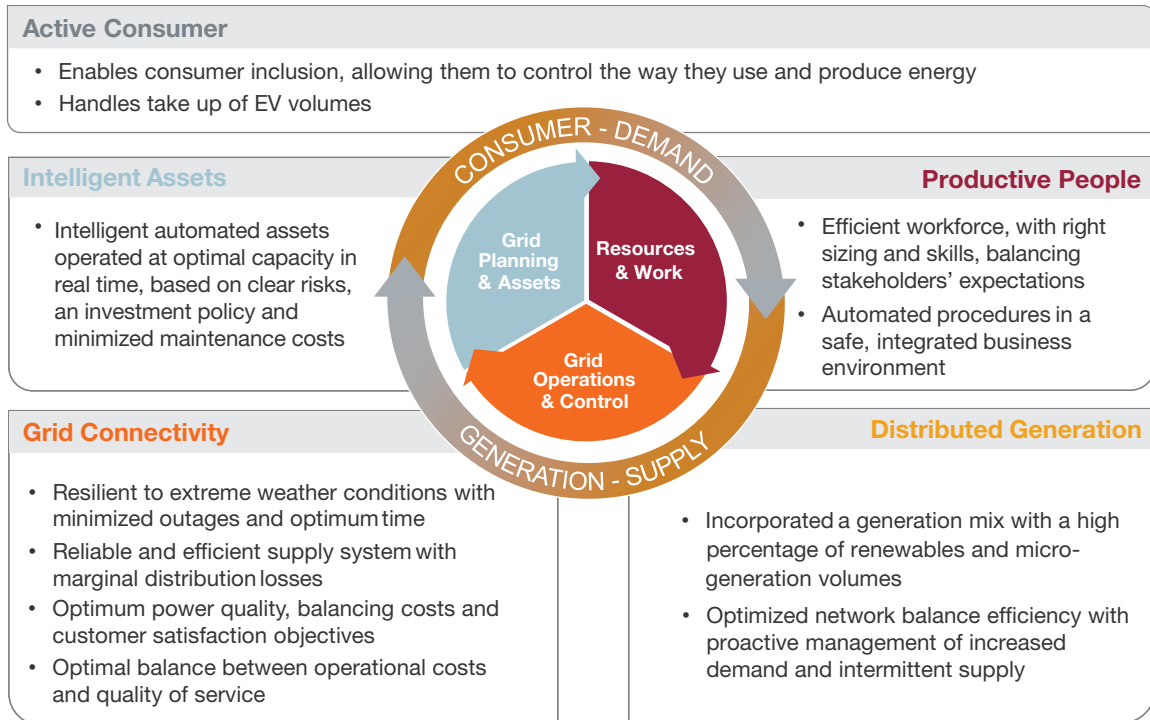 Active Consumer
• Enables consumer inclusion, allowing them to control the way they use and produce energy
• Handles take up of EV volumes
CONSUMER - DEMAND
Intelligent Assets
• Intelligent automated assets
operated at optimal capacity in
real time, based on clear risks,
an investment policy and
minimized maintenance costs
Grid
Planning
& Assets
Resources
& Work
Grid
Operations
& Control
Productive People
• Efficient workforce, with right
sizing and skills, balancing
stakeholders’ expectations
• Automated procedures in a
safe, integrated business
environment
GENERATION - SUPPLY
Grid Connectivity
• Resilient to extreme weather conditions with
minimized outages and optimum time
• Reliable and efficient supply system with
marginal distribution losses
• Optimum power quality, balancing costs and
customer satisfaction objectives
• Optimal balance between operational costs
and quality of service
Distributed Generation
• Incorporated a generation mix with a high
percentage of renewables and micro-
generation volumes
• Optimized network balance efficiency with
proactive management of increased
demand and intermittent supply